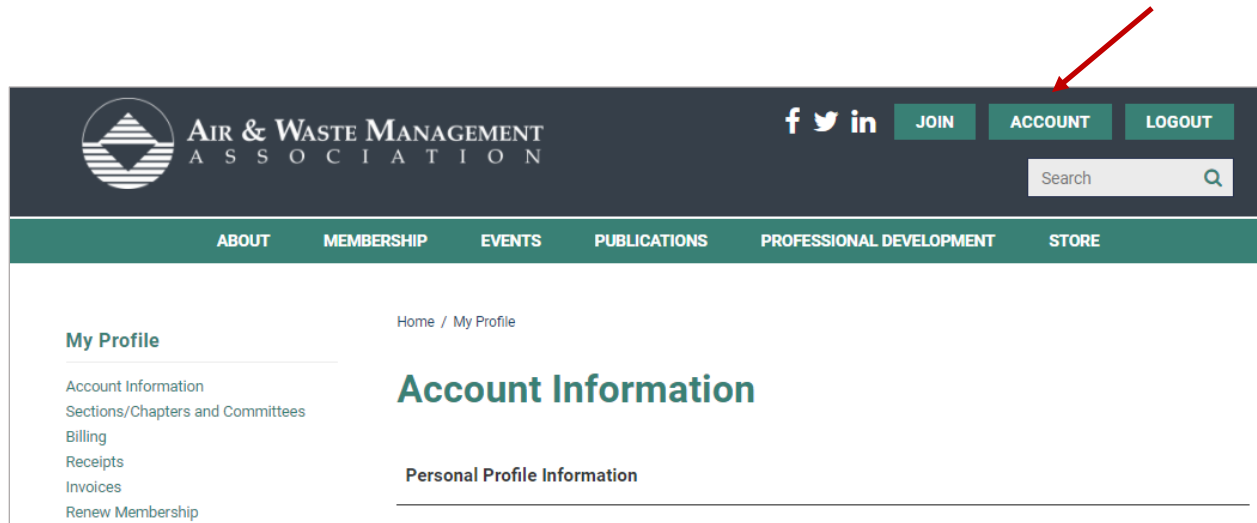 AIR & WASTE MANAGEMENT
ASSOCIATION
f in JOIN ACCOUNT LOGOUT
Search
ABOUT MEMBERSHIP EVENTS PUBLICATIONS PROFESSIONAL DEVELOPMENT STORE
Home / My Profile
My Profile
Account Information
Account Information
Sections/Chapters and Committees
Billing
Receipts
Invoices
Renew Membership
Personal Profile Information